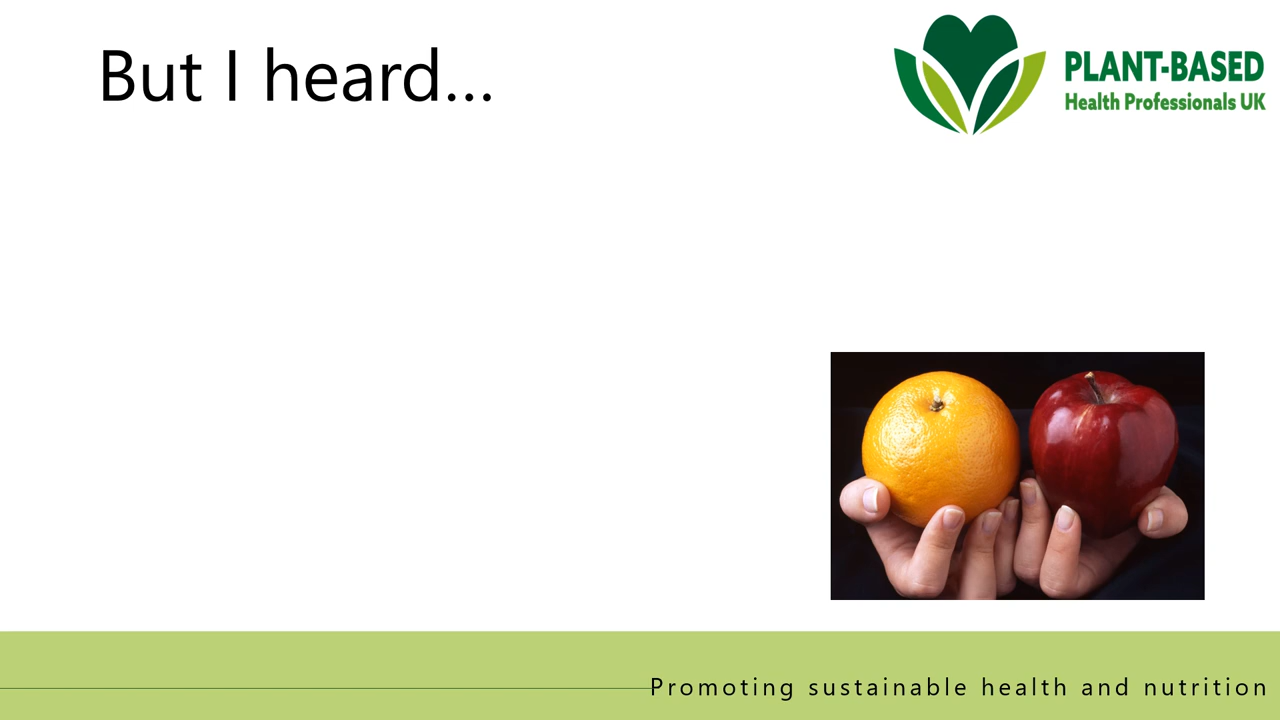 But I heard...
PLANT-BASED
Health Professionals UK
Promoting sustainable health and nutrition